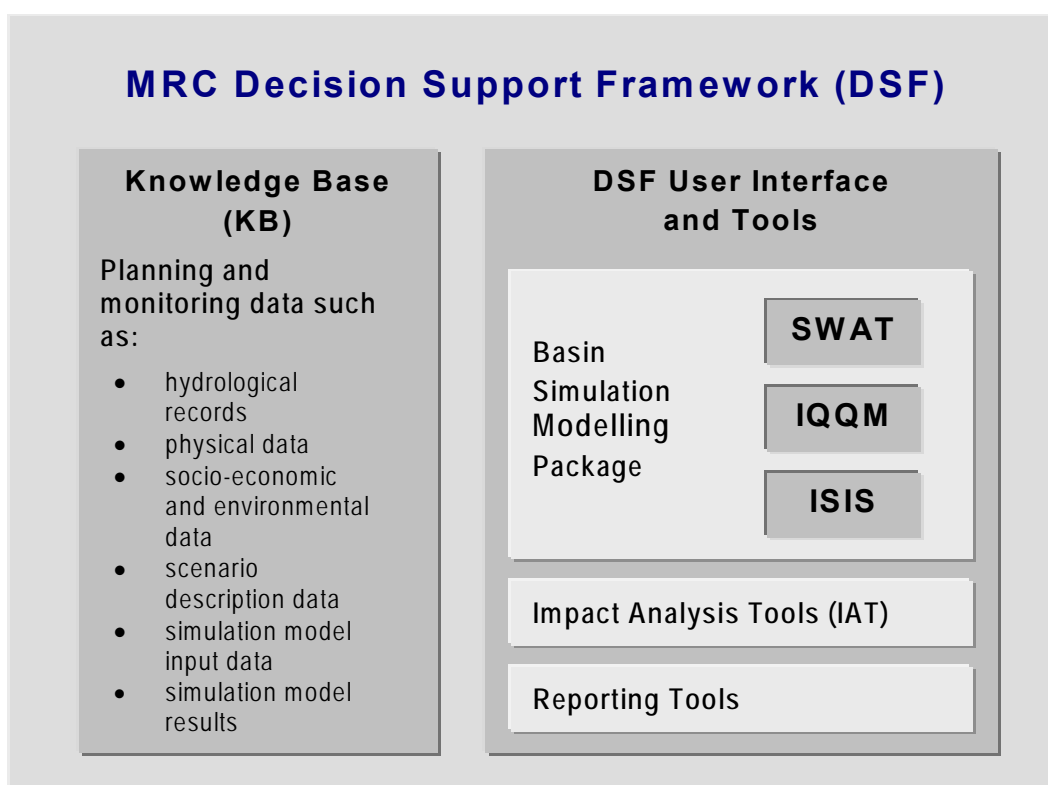 MRC Decision Support Framework (DSF)
Knowledge Base
(KB)
Planning and
monitoring data such
as:
• hydrological
records
• physical data
• socio-economic
and environmental
data
• scenario
description data
• simulation model
input data
• simulation model
results
DSF User Interface
and Tools
Basin
Simulation
Modelling
Package
SWAT
IQQM
ISIS
Impact Analysis Tools (IAT)
Reporting Tools